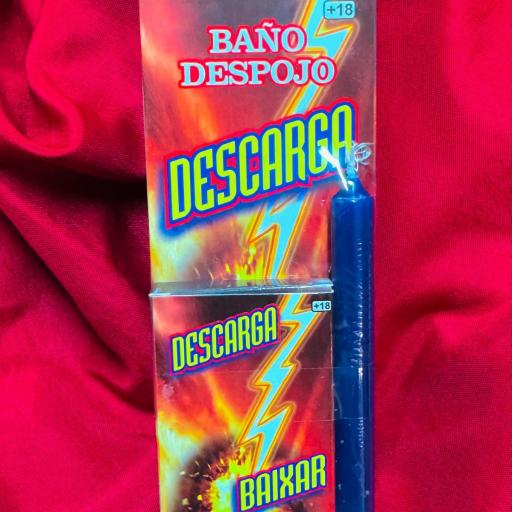 +18
BAÑO
DESPOJO
DESCARGA
+18
DESCARGA
BAIXAR